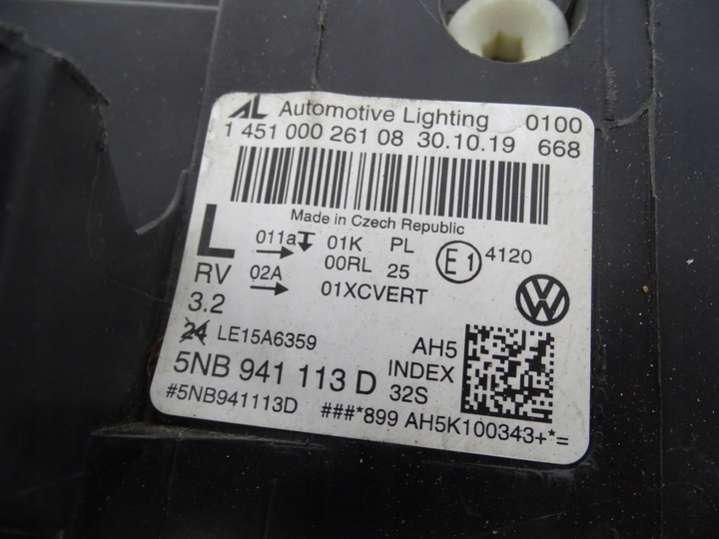 AL Automotive Lighting 0100
1 451 000 261 08 30.10.19 668
Made in Czech Republic
L 011a 01K PL E1 4120
00RL 25
RV 02A 01XCVERT
3.2
24 LE15A6359 AH5
5NB 941 113 D INDEX
32S
#5NB941113D ###*899 AH5K100343+*=